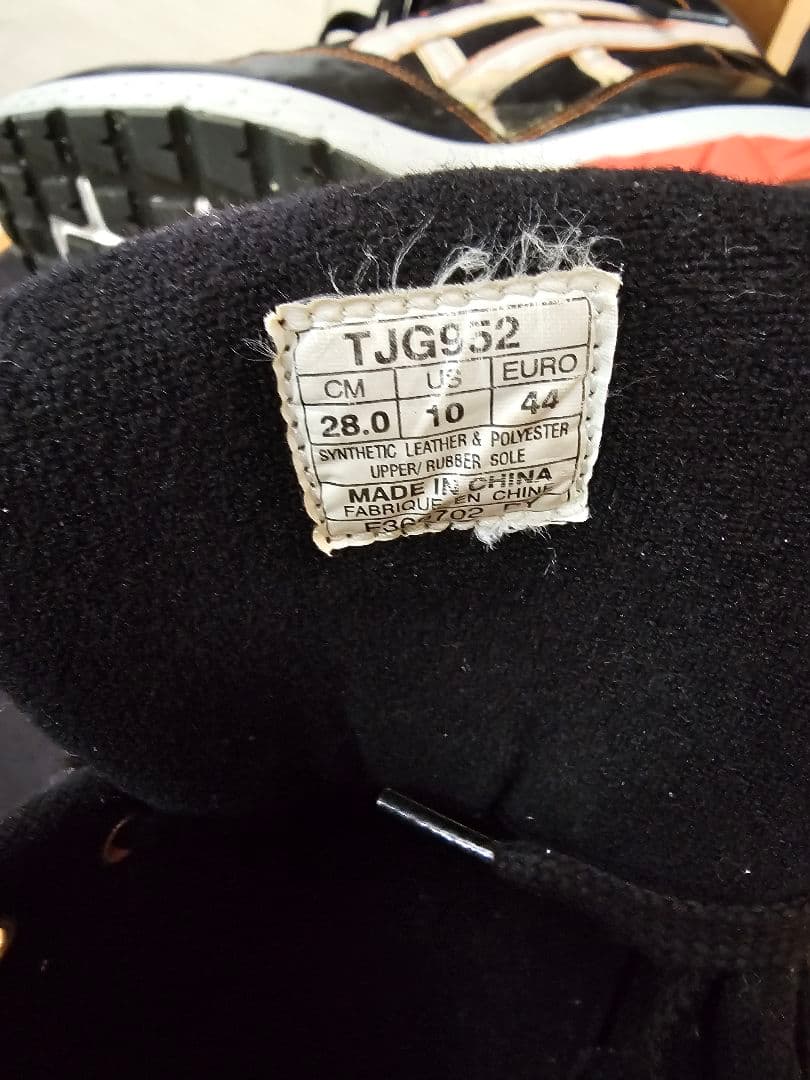 TJG952
CM US EURO
28.0 10 44
SYNTHETIC LEATHER & POLYESTER
UPPER/ RUBBER SOLE
MADE IN CHINA
FABRIQUE EN CHINE